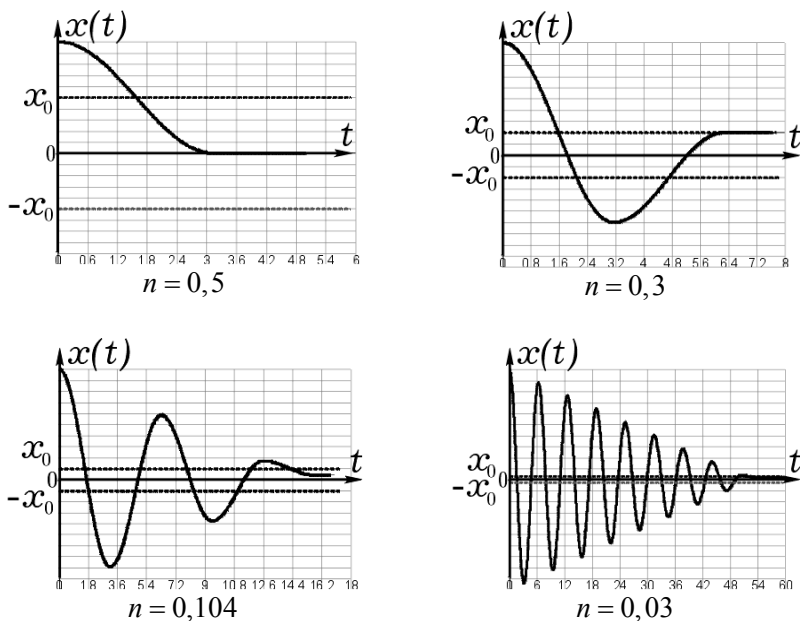 x(t)
x₀
t
0
-x₀
0 0.6 1.2 1.8 2.4 3 3.6 4.2 4.8 5.4 6
n = 0,5
x(t)
x₀
t
0
-x₀
0 0.8 1.6 2.4 3.2 4 4.8 5.6 6.4 7.2 8
n = 0,3
x(t)
x₀
t
0
-x₀
0 1.8 3.6 5.4 7.2 9 10.8 12.6 14.4 16.2 18
n = 0,104
x(t)
x₀
t
0
-x₀
0 6 12 18 24 30 36 42 48 54 60
n = 0,03